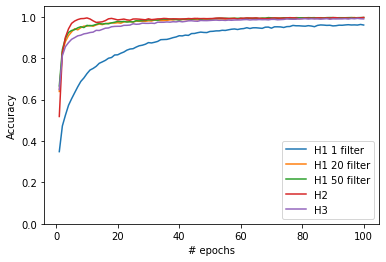 1.0
0.8
0.6
0.4
0.2
0.0
Accuracy
0
20
40
60
80
100
# epochs
H1 1 filter
H1 20 filter
H1 50 filter
H2
H3